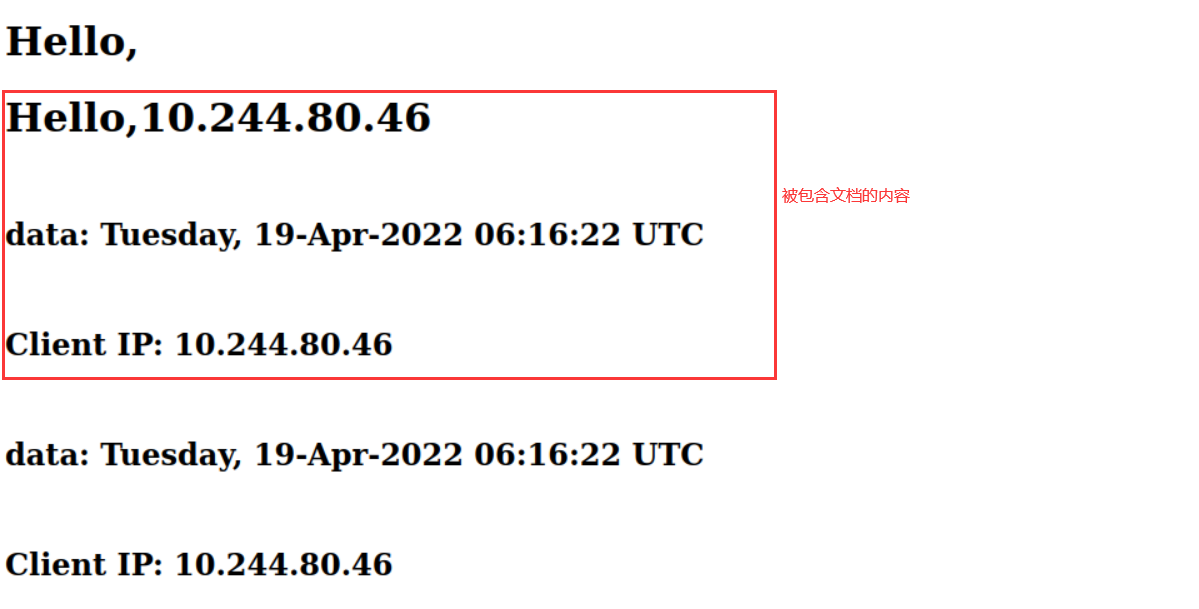 Hello,
Hello,10.244.80.46
被包含文档的内容
data: Tuesday, 19-Apr-2022 06:16:22 UTC
Client IP: 10.244.80.46
data: Tuesday, 19-Apr-2022 06:16:22 UTC
Client IP: 10.244.80.46